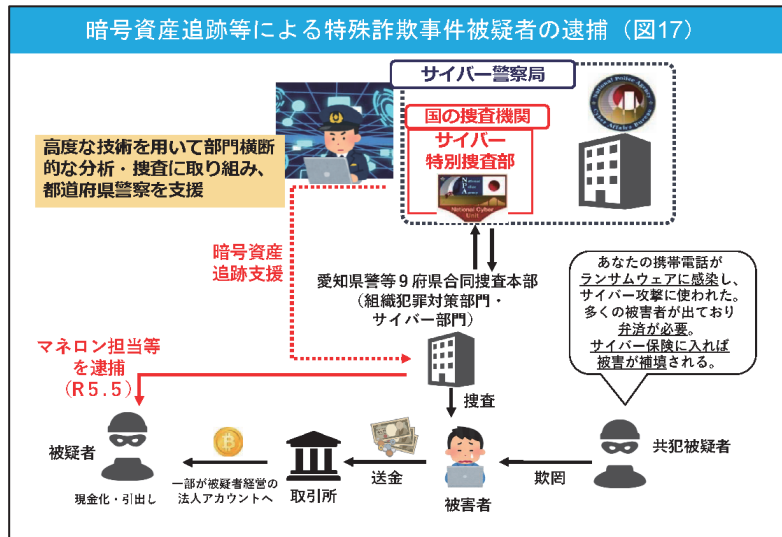 暗号資産追跡等による特殊詐欺事件被疑者の逮捕（図17）
サイバー警察局
国の捜査機関
サイバー
特別捜査部
National Cyber
Unit
高度な技術を用いて部門横断
的な分析・捜査に取り組み、
都道府県警察を支援
暗号資産
追跡支援
愛知県警等９府県合同捜査本部
（組織犯罪対策部門・
サイバー部門）
あなたの携帯電話が
ランサムウェアに感染し、
サイバー攻撃に使われた。
多くの被害者が出ており
弁済が必要。
サイバー保険に入れば
被害が補填される。
マネロン担当等
を逮捕
（R５.５）
捜査
被疑者
現金化・引出し
一部が被疑者経営の
法人アカウントへ
取引所
送金
被害者
欺罔
共犯被疑者